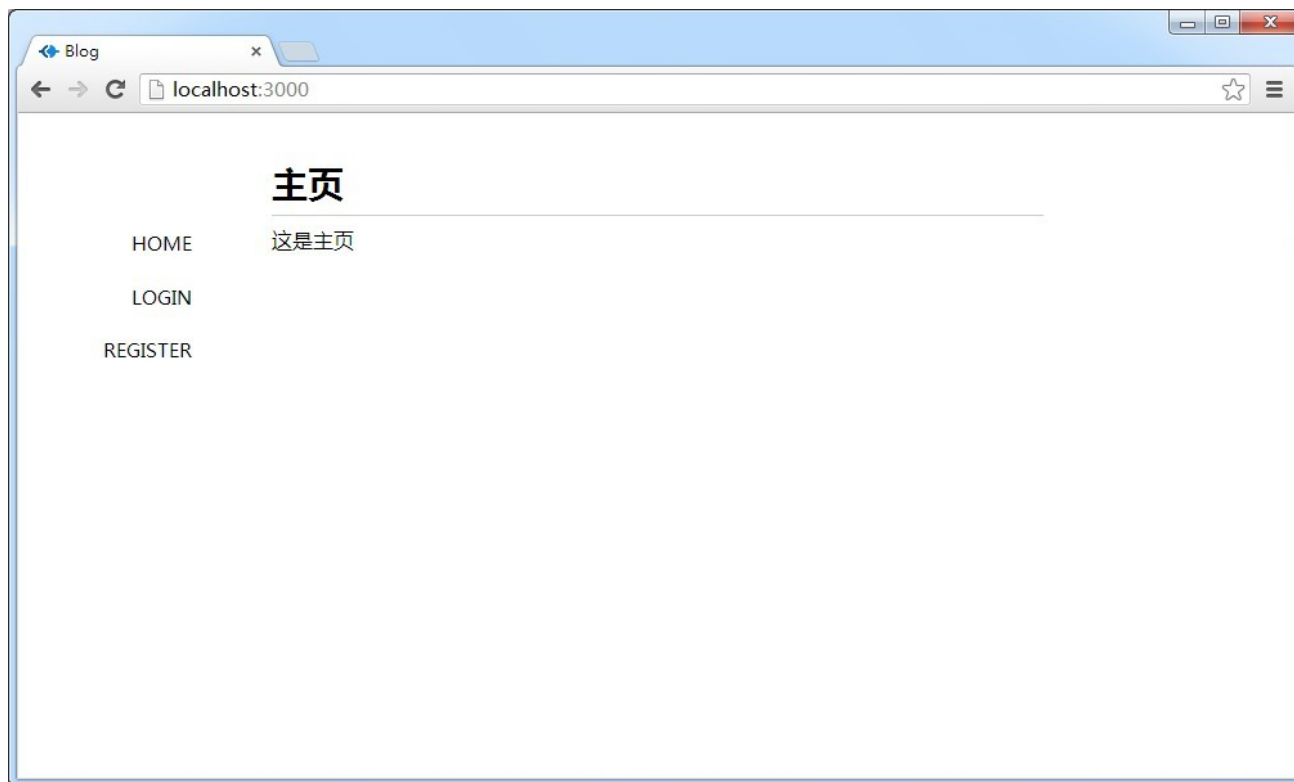 Blog
localhost:3000
主页
HOME
这是主页
LOGIN
REGISTER